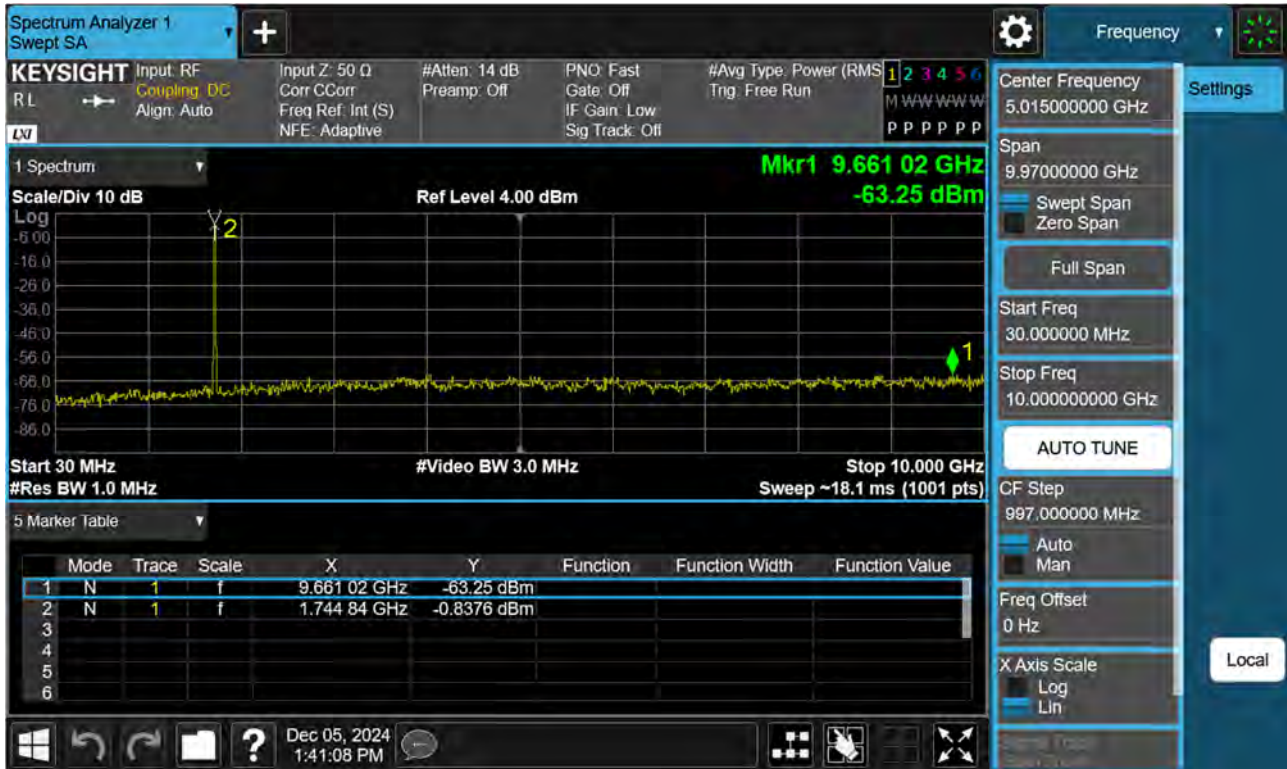 Spectrum Analyzer 1
Swept SA
+
Frequency
KEYSIGHT
RL
LXI
Input: RF
Coupling: DC
Align: Auto
Input Z: 50 Ω
Corr CCorr
Freq Ref: Int (S)
NFE: Adaptive
#Atten: 14 dB
Preamp: Off
PNO: Fast
Gate: Off
IF Gain: Low
Sig Track: Off
#Avg Type: Power (RMS
Trig: Free Run
1 2 3 4 5 6
M W W W W W
P P P P P P
1 Spectrum
Mkr1 9.661 02 GHz
-63.25 dBm
Scale/Div 10 dB
Ref Level 4.00 dBm
Log
-6.00
-16.0
-26.0
-36.0
-46.0
-56.0
-66.0
-76.0
-86.0
2
1
Start 30 MHz
#Video BW 3.0 MHz
Stop 10.000 GHz
#Res BW 1.0 MHz
Sweep ~18.1 ms (1001 pts)
5 Marker Table
Mode Trace Scale X Y Function Function Width Function Value
1 N 1 f 9.661 02 GHz -63.25 dBm
2 N 1 f 1.744 84 GHz -0.8376 dBm
3
4
5
6
?
Dec 05, 2024
1:41:08 PM
Center Frequency
5.015000000 GHz
Settings
Span
9.97000000 GHz
Swept Span
Zero Span
Full Span
Start Freq
30.000000 MHz
Stop Freq
10.000000000 GHz
AUTO TUNE
CF Step
997.000000 MHz
Auto
Man
Freq Offset
0 Hz
X Axis Scale
Log
Lin
Local